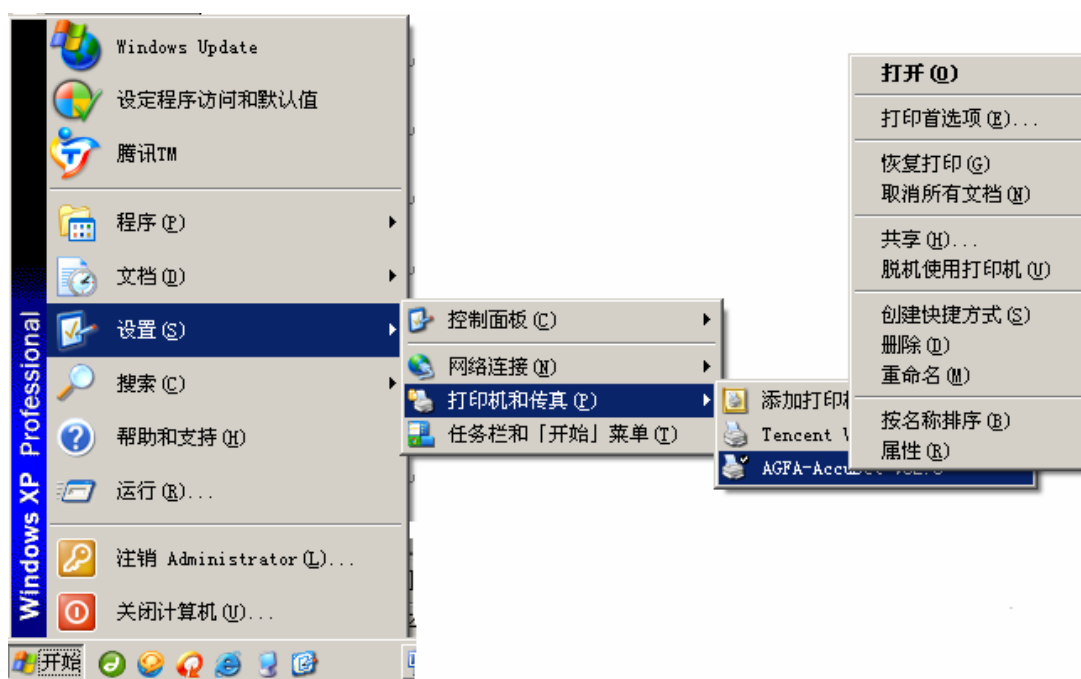 Windows Update
设定程序访问和默认值
腾讯TM
程序(P)
文档(D)
设置(S)
搜索(C)
帮助和支持(H)
运行(R)...
注销 Administrator(L)...
关闭计算机(U)...
Windows XP Professional
开始
控制面板(C)
网络连接(N)
打印机和传真(P)
任务栏和「开始」菜单(T)
添加打印
Tencent
AGFA-Accu
打开(O)
打印首选项(E)...
恢复打印(G)
取消所有文档(N)
共享(H)...
脱机使用打印机(U)
创建快捷方式(S)
删除(D)
重命名(M)
按名称排序(B)
属性(R)